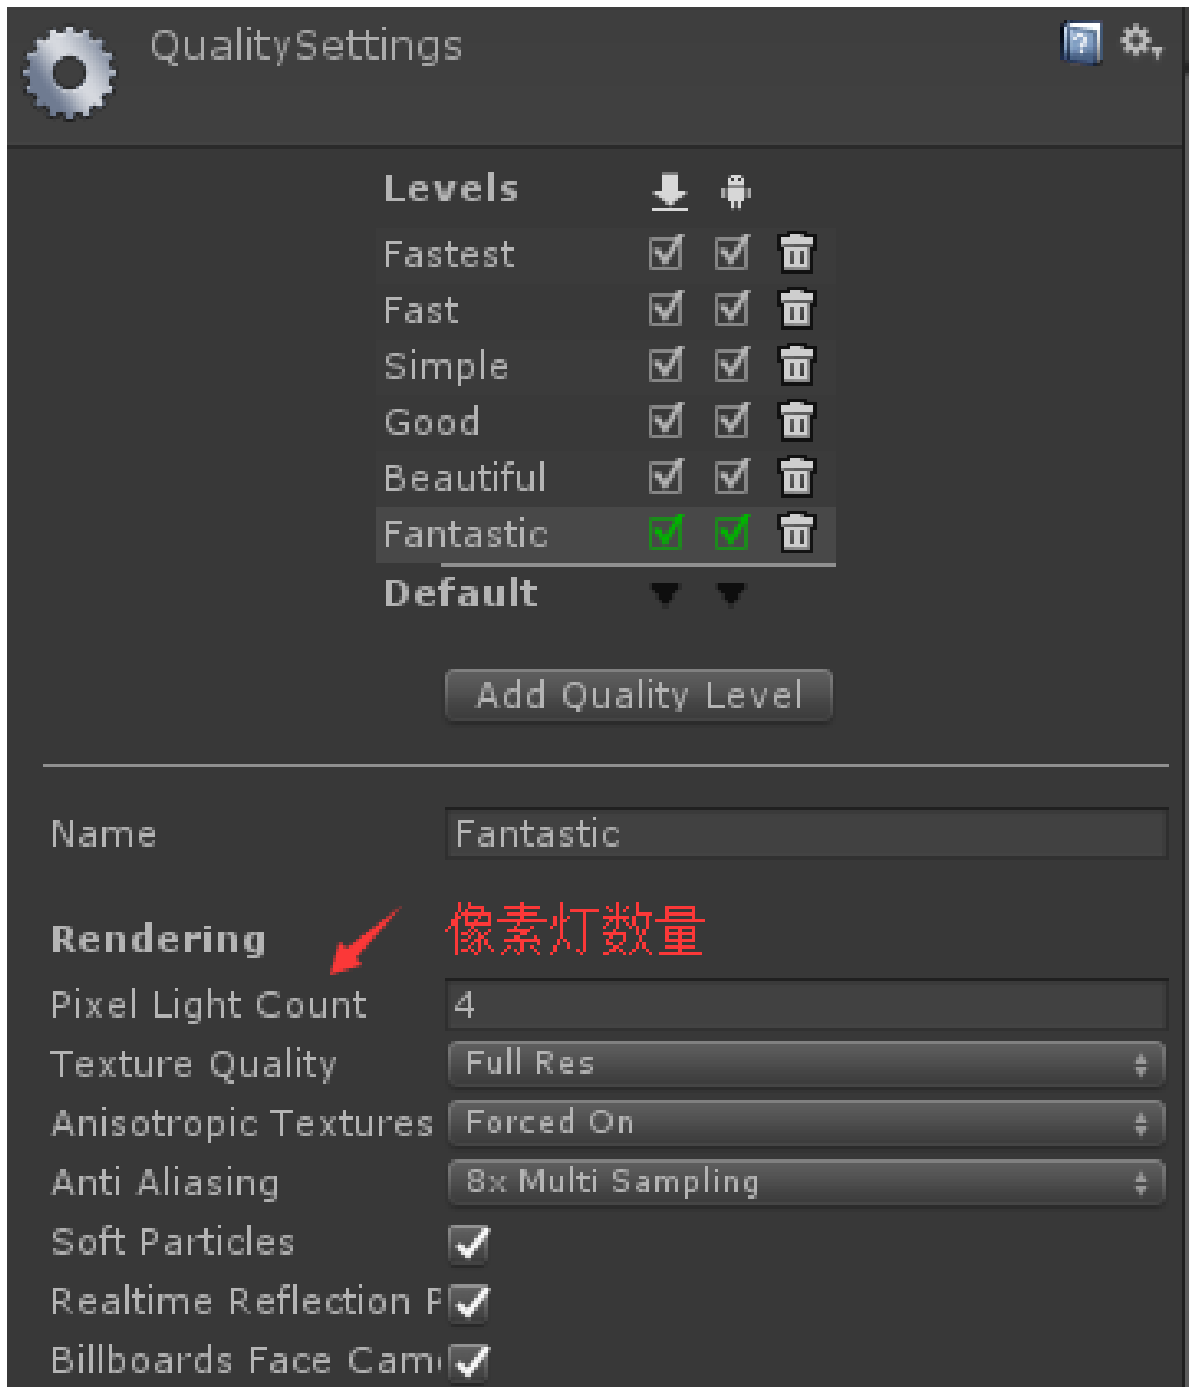 QualitySettings
Levels
Fastest
Fast
Simple
Good
Beautiful
Fantastic
Default
Add Quality Level
Name Fantastic
Rendering 像素灯数量
Pixel Light Count 4
Texture Quality Full Res
Anisotropic Textures Forced On
Anti Aliasing 8x Multi Sampling
Soft Particles
Realtime Reflection P
Billboards Face Cam